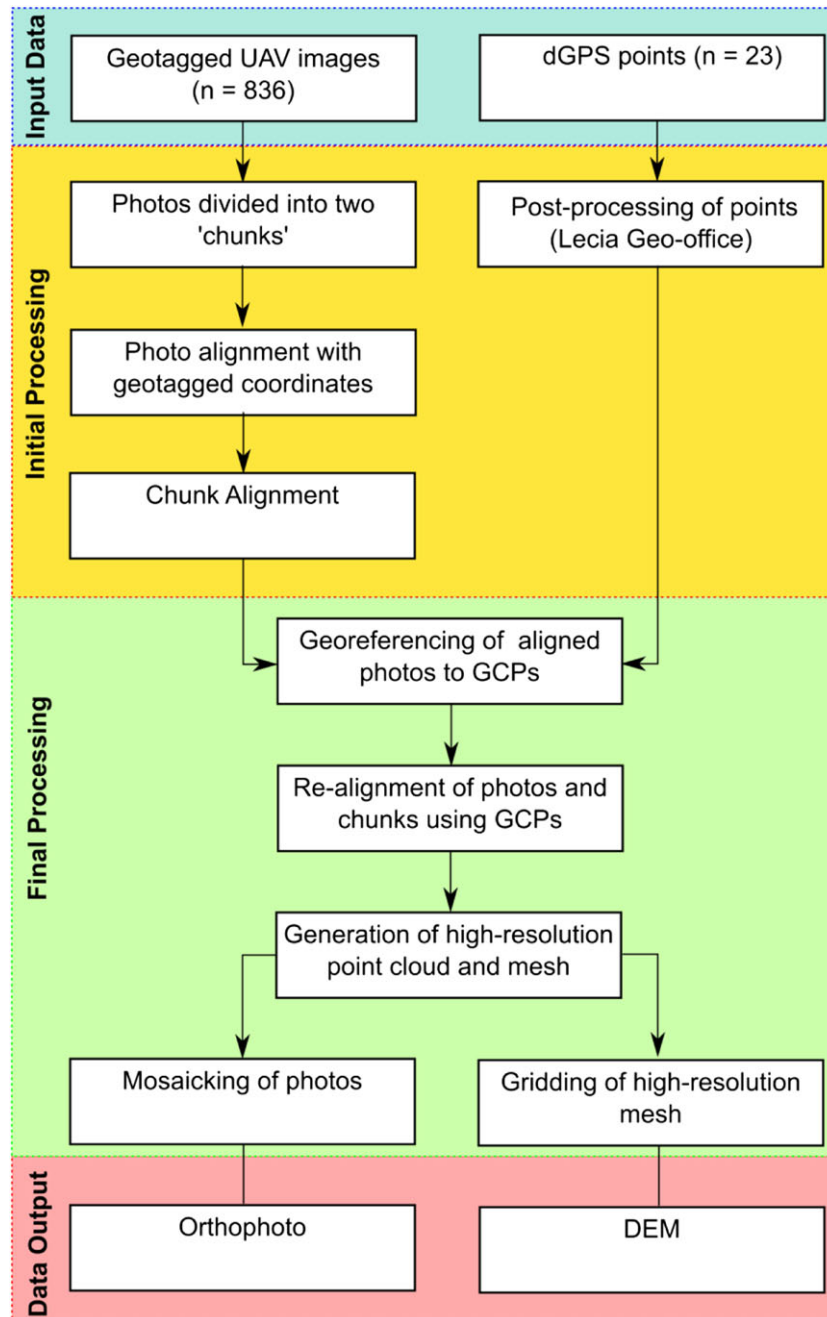 Input Data
Geotagged UAV images
(n = 836)
dGPS points (n = 23)
Initial Processing
Photos divided into two
'chunks'
Post-processing of points
(Lecia Geo-office)
Photo alignment with
geotagged coordinates
Chunk Alignment
Final Processing
Georeferencing of aligned
photos to GCPs
Re-alignment of photos and
chunks using GCPs
Generation of high-resolution
point cloud and mesh
Mosaicking of photos
Gridding of high-resolution
mesh
Data Output
Orthophoto
DEM